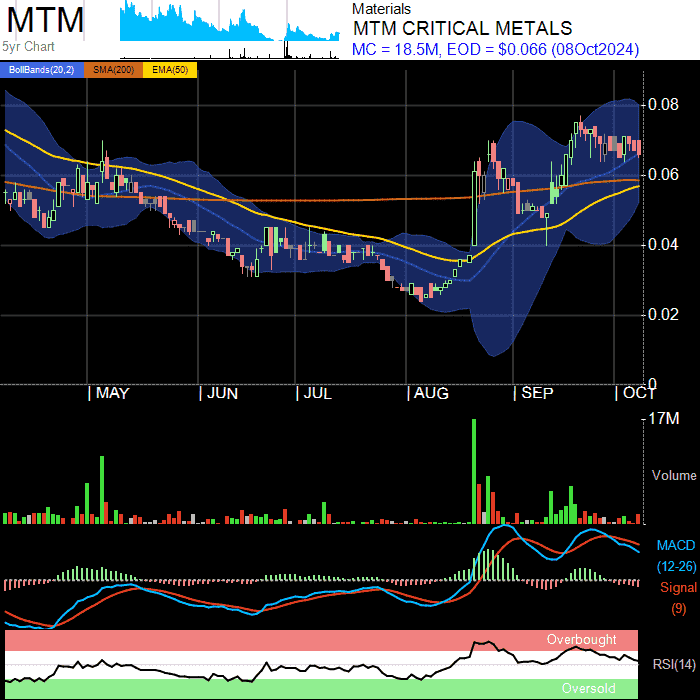 MTM
5yr Chart
Materials
MTM CRITICAL METALS
MC = 18.5M, EOD = $0.066 (08Oct2024)
BollBands(20,2) SMA(200) EMA(50)
0.08
0.06
0.04
0.02
0
| MAY | JUN | JUL | AUG | SEP | OCT
17M
Volume
MACD
(12-26)
Signal
(9)
Overbought
RSI(14)
Oversold